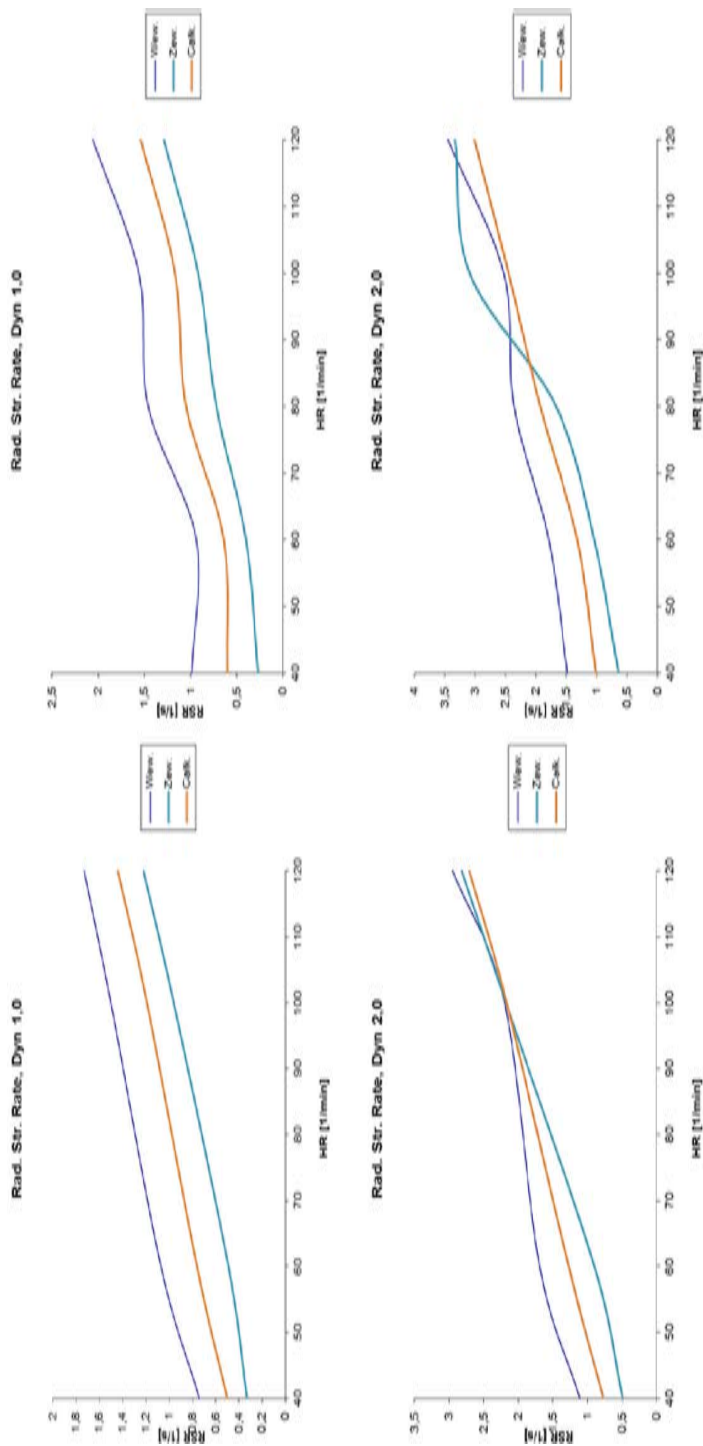 Rad. Str. Rate, Dyn 1,0
RSR [1/s]
2
1,8
1,6
1,4
1,2
1
0,8
0,6
0,4
0,2
0
40 50 60 70 80 90 100 110 120
HR [1/min]
Wew.
Zew.
Całk.
Rad. Str. Rate, Dyn 1,0
RSR [1/s]
2,5
2
1,5
1
0,5
0
40 50 60 70 80 90 100 110 120
HR [1/min]
Wew.
Zew.
Całk.
Rad. Str. Rate, Dyn 2,0
RSR [1/s]
3,5
3
2,5
2
1,5
1
0,5
0
40 50 60 70 80 90 100 110 120
HR [1/min]
Wew.
Zew.
Całk.
Rad. Str. Rate, Dyn 2,0
RSR [1/s]
4
3,5
3
2,5
2
1,5
1
0,5
0
40 50 60 70 80 90 100 110 120
HR [1/min]
Wew.
Zew.
Całk.